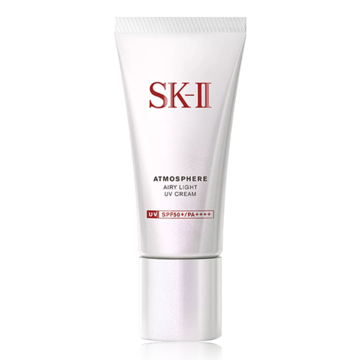 SK-II
ATMOSPHERE
AIRY LIGHT
UV CREAM
UV SPF50+/PA++++